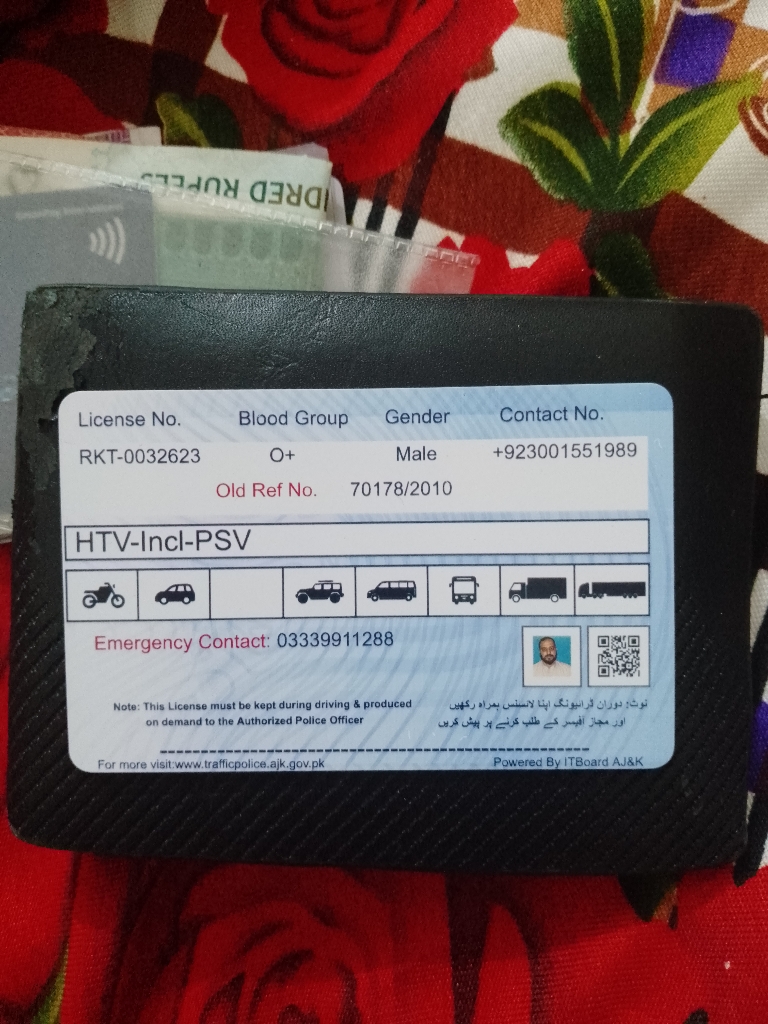 DRED RUPEES
License No. Blood Group Gender Contact No.
RKT-0032623 O+ Male +923001551989
Old Ref No. 70178/2010
HTV-Incl-PSV
Emergency Contact: 03339911288
Note: This License must be kept during driving & produced
on demand to the Authorized Police Officer
نوٹ: دوران ڈرائیونگ اپنا لائسنس ہمراہ رکھیں
اور مجاز آفیسر کے طلب کرنے پر پیش کریں
For more visit:www.trafficpolice.ajk.gov.pk Powered By ITBoard AJ&K